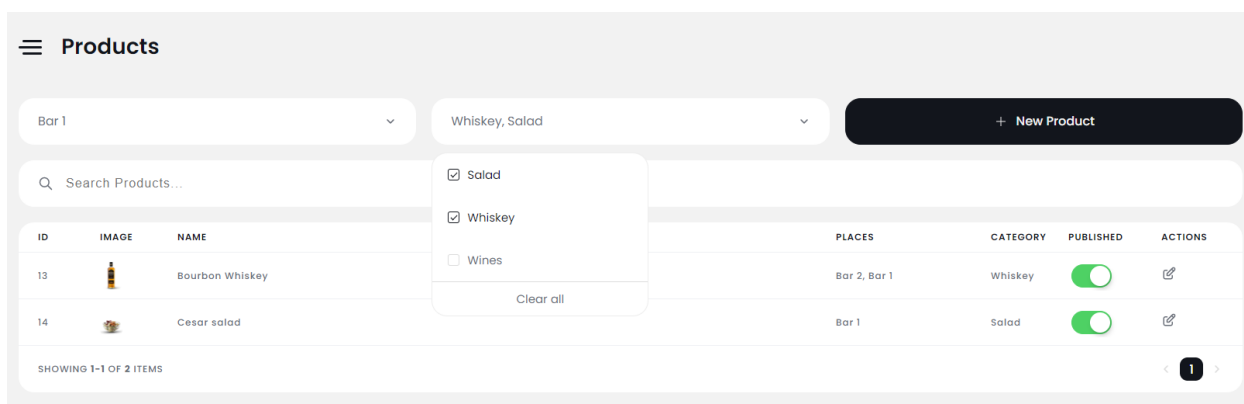 Products
Bar 1
Whiskey, Salad
+ New Product
Search Products...
Salad
Whiskey
Wines
Clear all
ID IMAGE NAME PLACES CATEGORY PUBLISHED ACTIONS
13 Bourbon Whiskey Bar 2, Bar 1 Whiskey
14 Cesar salad Bar 1 Salad
SHOWING 1-1 OF 2 ITEMS
< 1 >